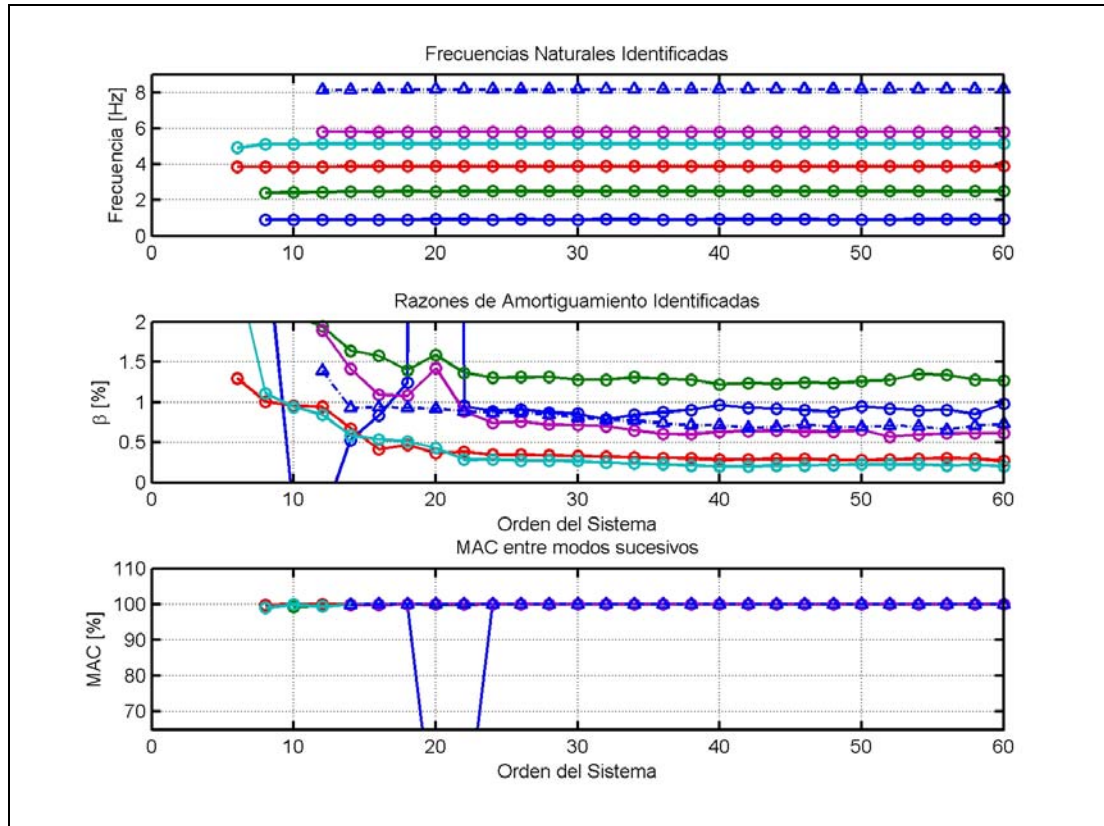 Frecuencias Naturales Identificadas
Frecuencia [Hz]
8
6
4
2
0
0 10 20 30 40 50 60
Razones de Amortiguamiento Identificadas
β [%]
2
1.5
1
0.5
0
0 10 20 30 40 50 60
Orden del Sistema
MAC entre modos sucesivos
MAC [%]
110
100
90
80
70
0 10 20 30 40 50 60
Orden del Sistema